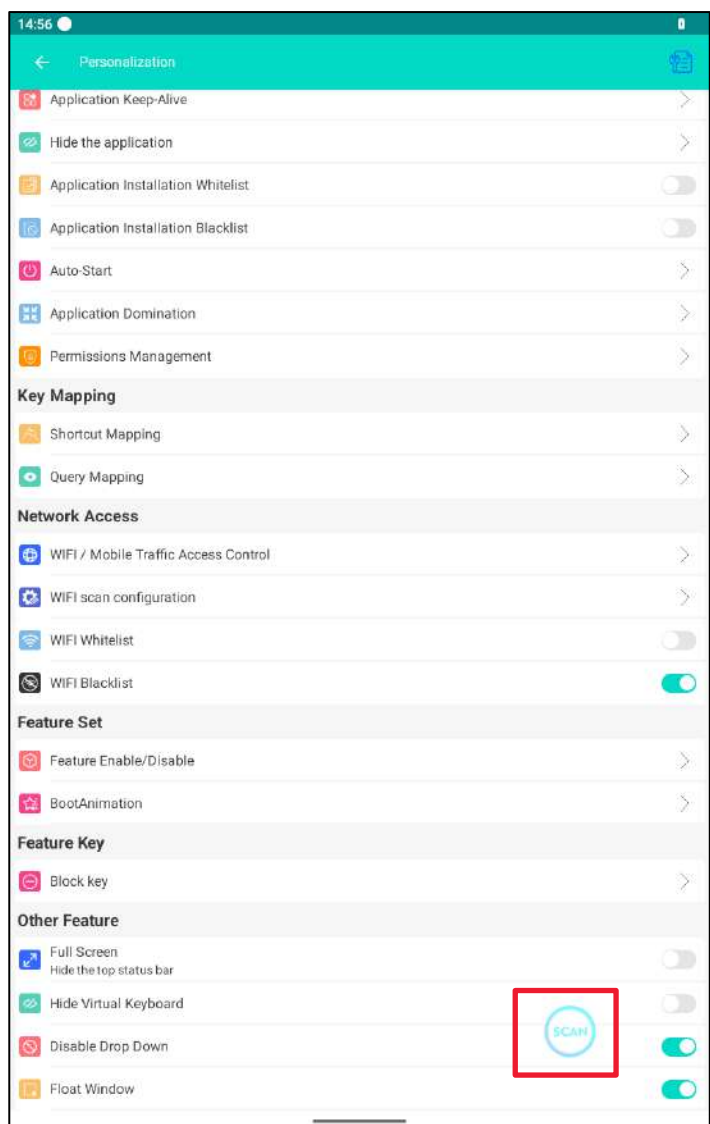 14:56
Personalization
Application Keep-Alive
Hide the application
Application Installation Whitelist
Application Installation Blacklist
Auto-Start
Application Domination
Permissions Management
Key Mapping
Shortcut Mapping
Query Mapping
Network Access
WIFI / Mobile Traffic Access Control
WIFI scan configuration
WIFI Whitelist
WIFI Blacklist
Feature Set
Feature Enable/Disable
BootAnimation
Feature Key
Block key
Other Feature
Full Screen
Hide the top status bar
Hide Virtual Keyboard
SCAN
Disable Drop Down
Float Window